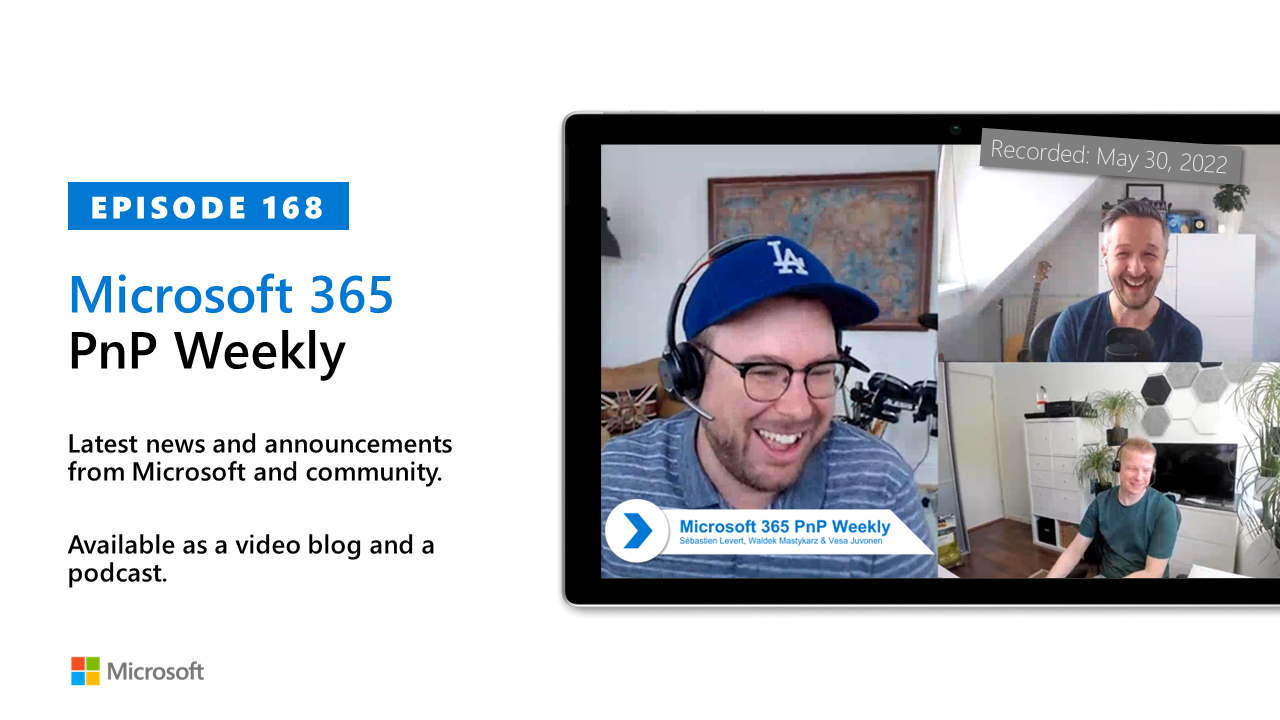 EPISODE 168
Microsoft 365
PnP Weekly
Latest news and announcements
from Microsoft and community.
Available as a video blog and a
podcast.
Microsoft
Recorded: May 30, 2022
LA
Microsoft 365 PnP Weekly
Sébastien Levert, Waldek Mastykarz & Vesa Juvonen